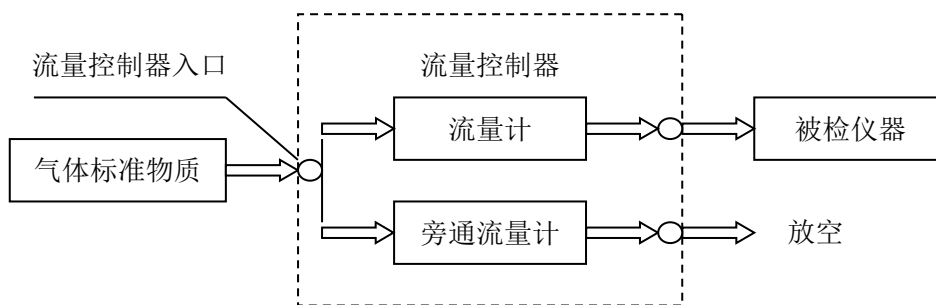 流量控制器入口
流量控制器
流量计
被检仪器
气体标准物质
旁通流量计
放空